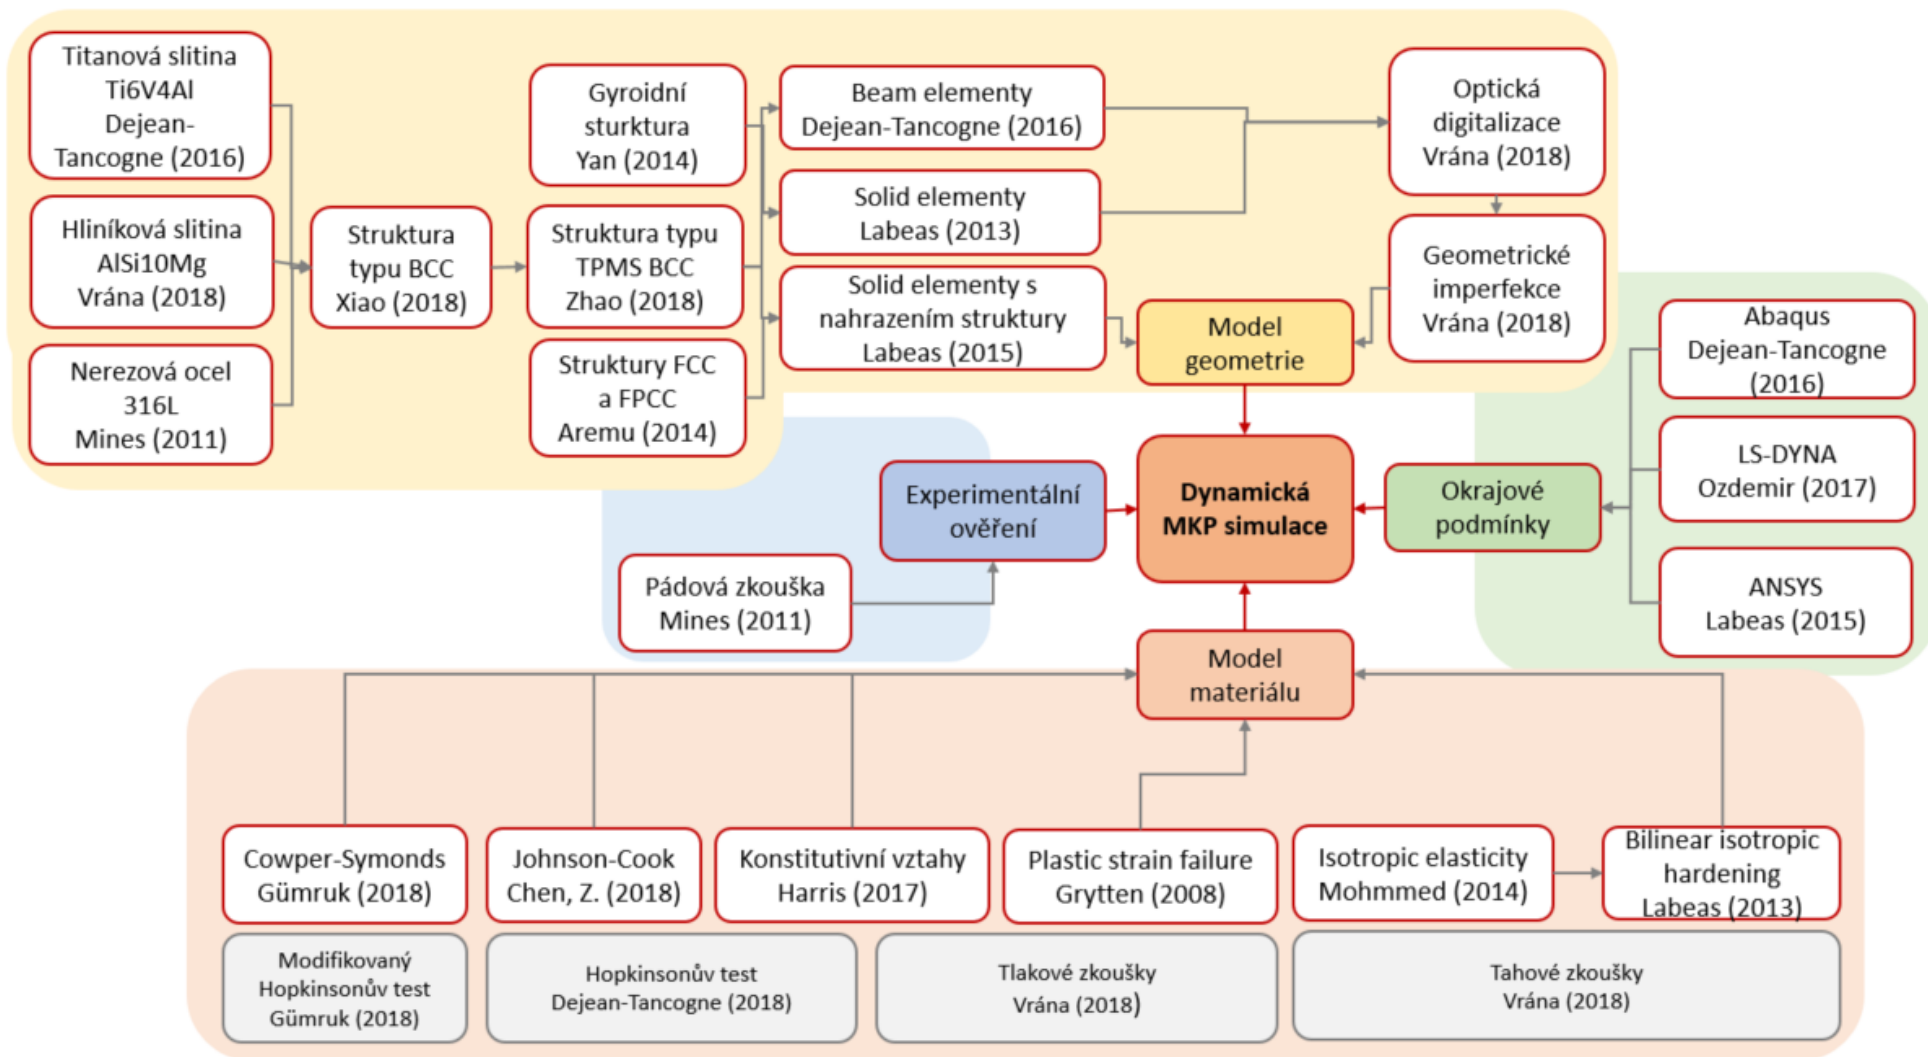 Titanová slitina
Ti6V4Al
Dejean-
Tancogne (2016)
Hliníková slitina
AlSi10Mg
Vrána (2018)
Nerezová ocel
316L
Mines (2011)
Struktura
typu BCC
Xiao (2018)
Gyroidní
sturktura
Yan (2014)
Struktura typu
TPMS BCC
Zhao (2018)
Struktury FCC
a FPCC
Aremu (2014)
Beam elementy
Dejean-Tancogne (2016)
Solid elementy
Labeas (2013)
Solid elementy s
nahrazením struktury
Labeas (2015)
Optická
digitalizace
Vrána (2018)
Geometrické
imperfekce
Vrána (2018)
Model
geometrie
Abaqus
Dejean-Tancogne
(2016)
LS-DYNA
Ozdemir (2017)
ANSYS
Labeas (2015)
Experimentální
ověření
Dynamická
MKP simulace
Okrajové
podmínky
Pádová zkouška
Mines (2011)
Model
materiálu
Cowper-Symonds
Gümruk (2018)
Johnson-Cook
Chen, Z. (2018)
Konstitutivní vztahy
Harris (2017)
Plastic strain failure
Grytten (2008)
Isotropic elasticity
Mohmmed (2014)
Bilinear isotropic
hardening
Labeas (2013)
Modifikovaný
Hopkinsonův test
Gümruk (2018)
Hopkinsonův test
Dejean-Tancogne (2018)
Tlakové zkoušky
Vrána (2018)
Tahové zkoušky
Vrána (2018)